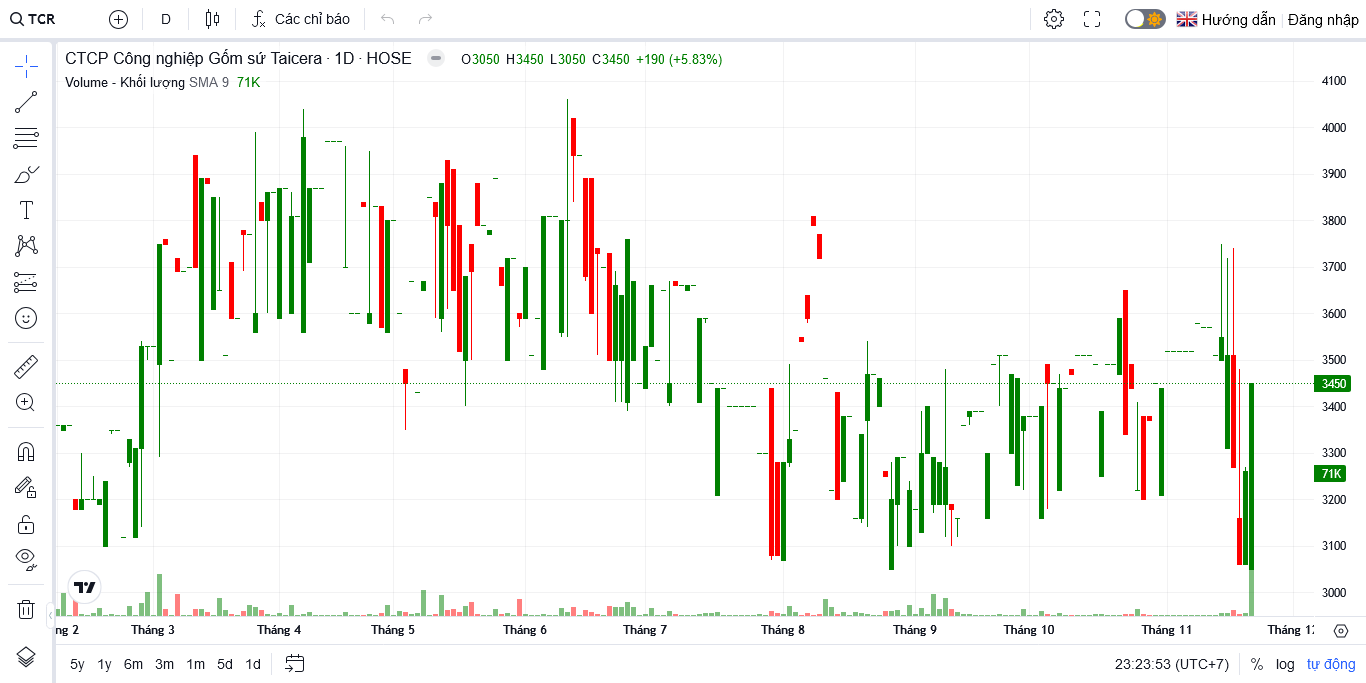 TCR D Các chỉ báo Hướng dẫn Đăng nhập
CTCP Công nghiệp Gốm sứ Taicera · 1D · HOSE O3050 H3450 L3050 C3450 +190 (+5.83%)
Volume - Khối lượng SMA 9 71K
4100
4000
3900
3800
3700
3600
3500
3450
3400
3300
71K
3200
3100
3000
ng 2 Tháng 3 Tháng 4 Tháng 5 Tháng 6 Tháng 7 Tháng 8 Tháng 9 Tháng 10 Tháng 11 Tháng 12
5y 1y 6m 3m 1m 5d 1d 23:23:53 (UTC+7) % log tự động